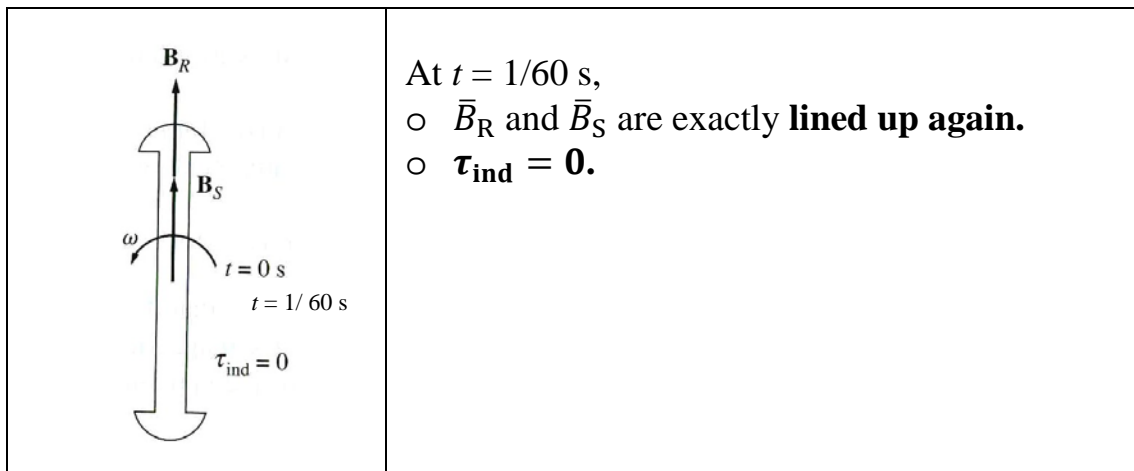 B_R
B_S
ω
t = 0 s
t = 1/ 60 s
τ_ind = 0
At t = 1/60 s,
o B̄_R and B̄_S are exactly lined up again.
o τ_ind = 0.